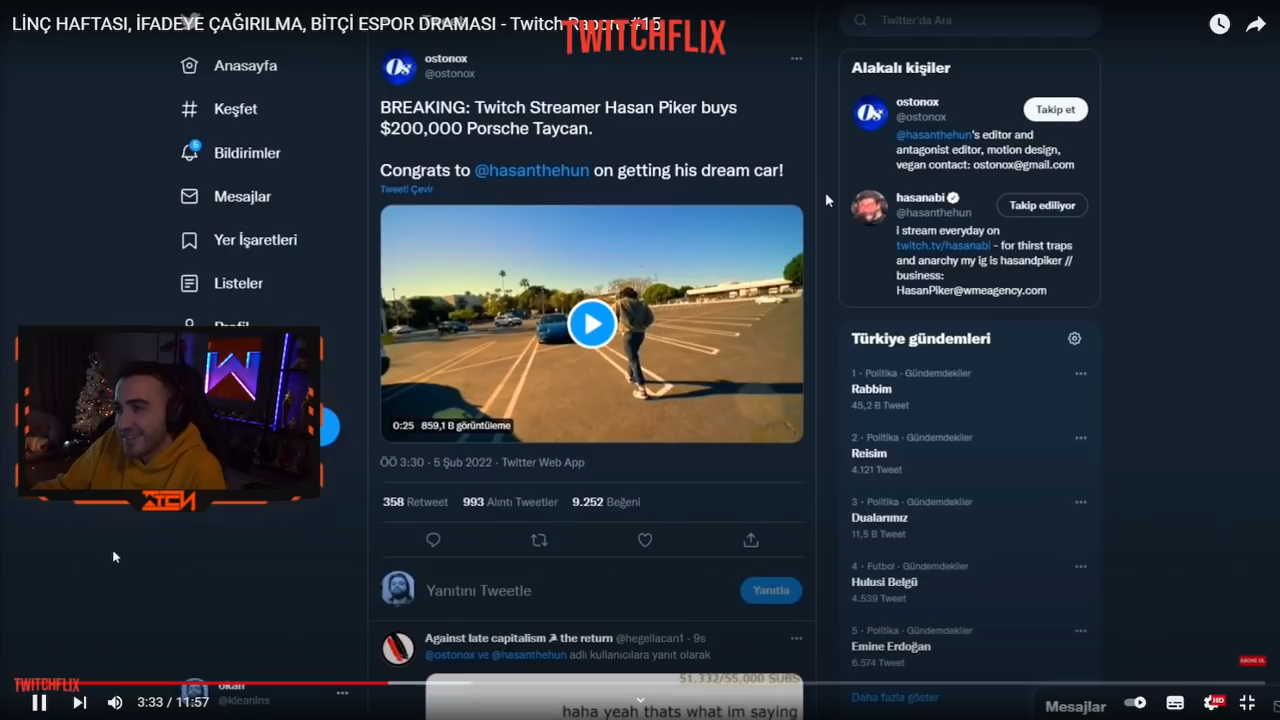 LİNÇ HAFTASI, İFADEYE ÇAĞIRILMA, BİTÇİ ESPOR DRAMASI - Twitch Raporu #15
TWITCHFLIX
Twitter'da Ara
Anasayfa
Keşfet
5
Bildirimler
Mesajlar
Yer İşaretleri
Listeler
Profil
Os
ostonox
@ostonox
BREAKING: Twitch Streamer Hasan Piker buys
$200,000 Porsche Taycan.
Congrats to @hasanthehun on getting his dream car!
Tweeti Çevir
0:25 859,1 B görüntüleme
ÖÖ 3:30 · 5 Şub 2022 · Twitter Web App
358 Retweet 993 Alıntı Tweetler 9.252 Beğeni
Yanıtını Tweetle
Yanıtla
Against late capitalism ☭ the return @hegellacan1 · 9s
@ostonox ve @hasanthehun adlı kullanıcılara yanıt olarak
51,332/55,000 SUBS
haha yeah thats what im saying
Alakalı kişiler
Os
ostonox
@ostonox
Takip et
@hasanthehun's editor and
antagonist editor, motion design,
vegan contact: ostonox@gmail.com
hasanabi
@hasanthehun
Takip ediliyor
i stream everyday on
twitch.tv/hasanabi - for thirst traps
and anarchy my ig is hasandpiker //
business:
HasanPiker@wmeagency.com
Türkiye gündemleri
1 · Politika · Gündemdekiler
Rabbim
45,2 B Tweet
2 · Politika · Gündemdekiler
Reisim
4.121 Tweet
3 · Politika · Gündemdekiler
Dualarımız
11,5 B Tweet
4 · Futbol · Gündemdekiler
Hulusi Belgü
4.539 Tweet
5 · Politika · Gündemdekiler
Emine Erdoğan
6.574 Tweet
Daha fazla göster
ABONE OL
Mesajlar
TWITCHFLIX
okan
@kleanins
3:33 / 11:57
HD